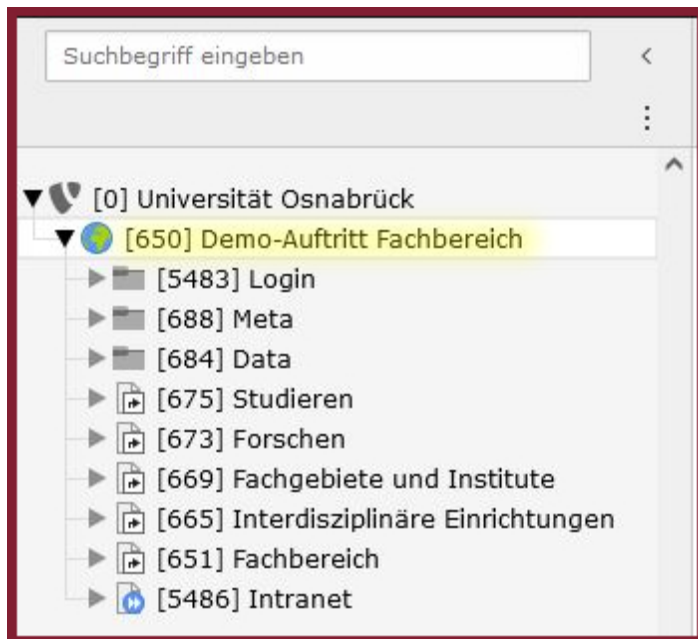 Suchbegriff eingeben
[0] Universität Osnabrück
[650] Demo-Auftritt Fachbereich
[5483] Login
[688] Meta
[684] Data
[675] Studieren
[673] Forschen
[669] Fachgebiete und Institute
[665] Interdisziplinäre Einrichtungen
[651] Fachbereich
[5486] Intranet